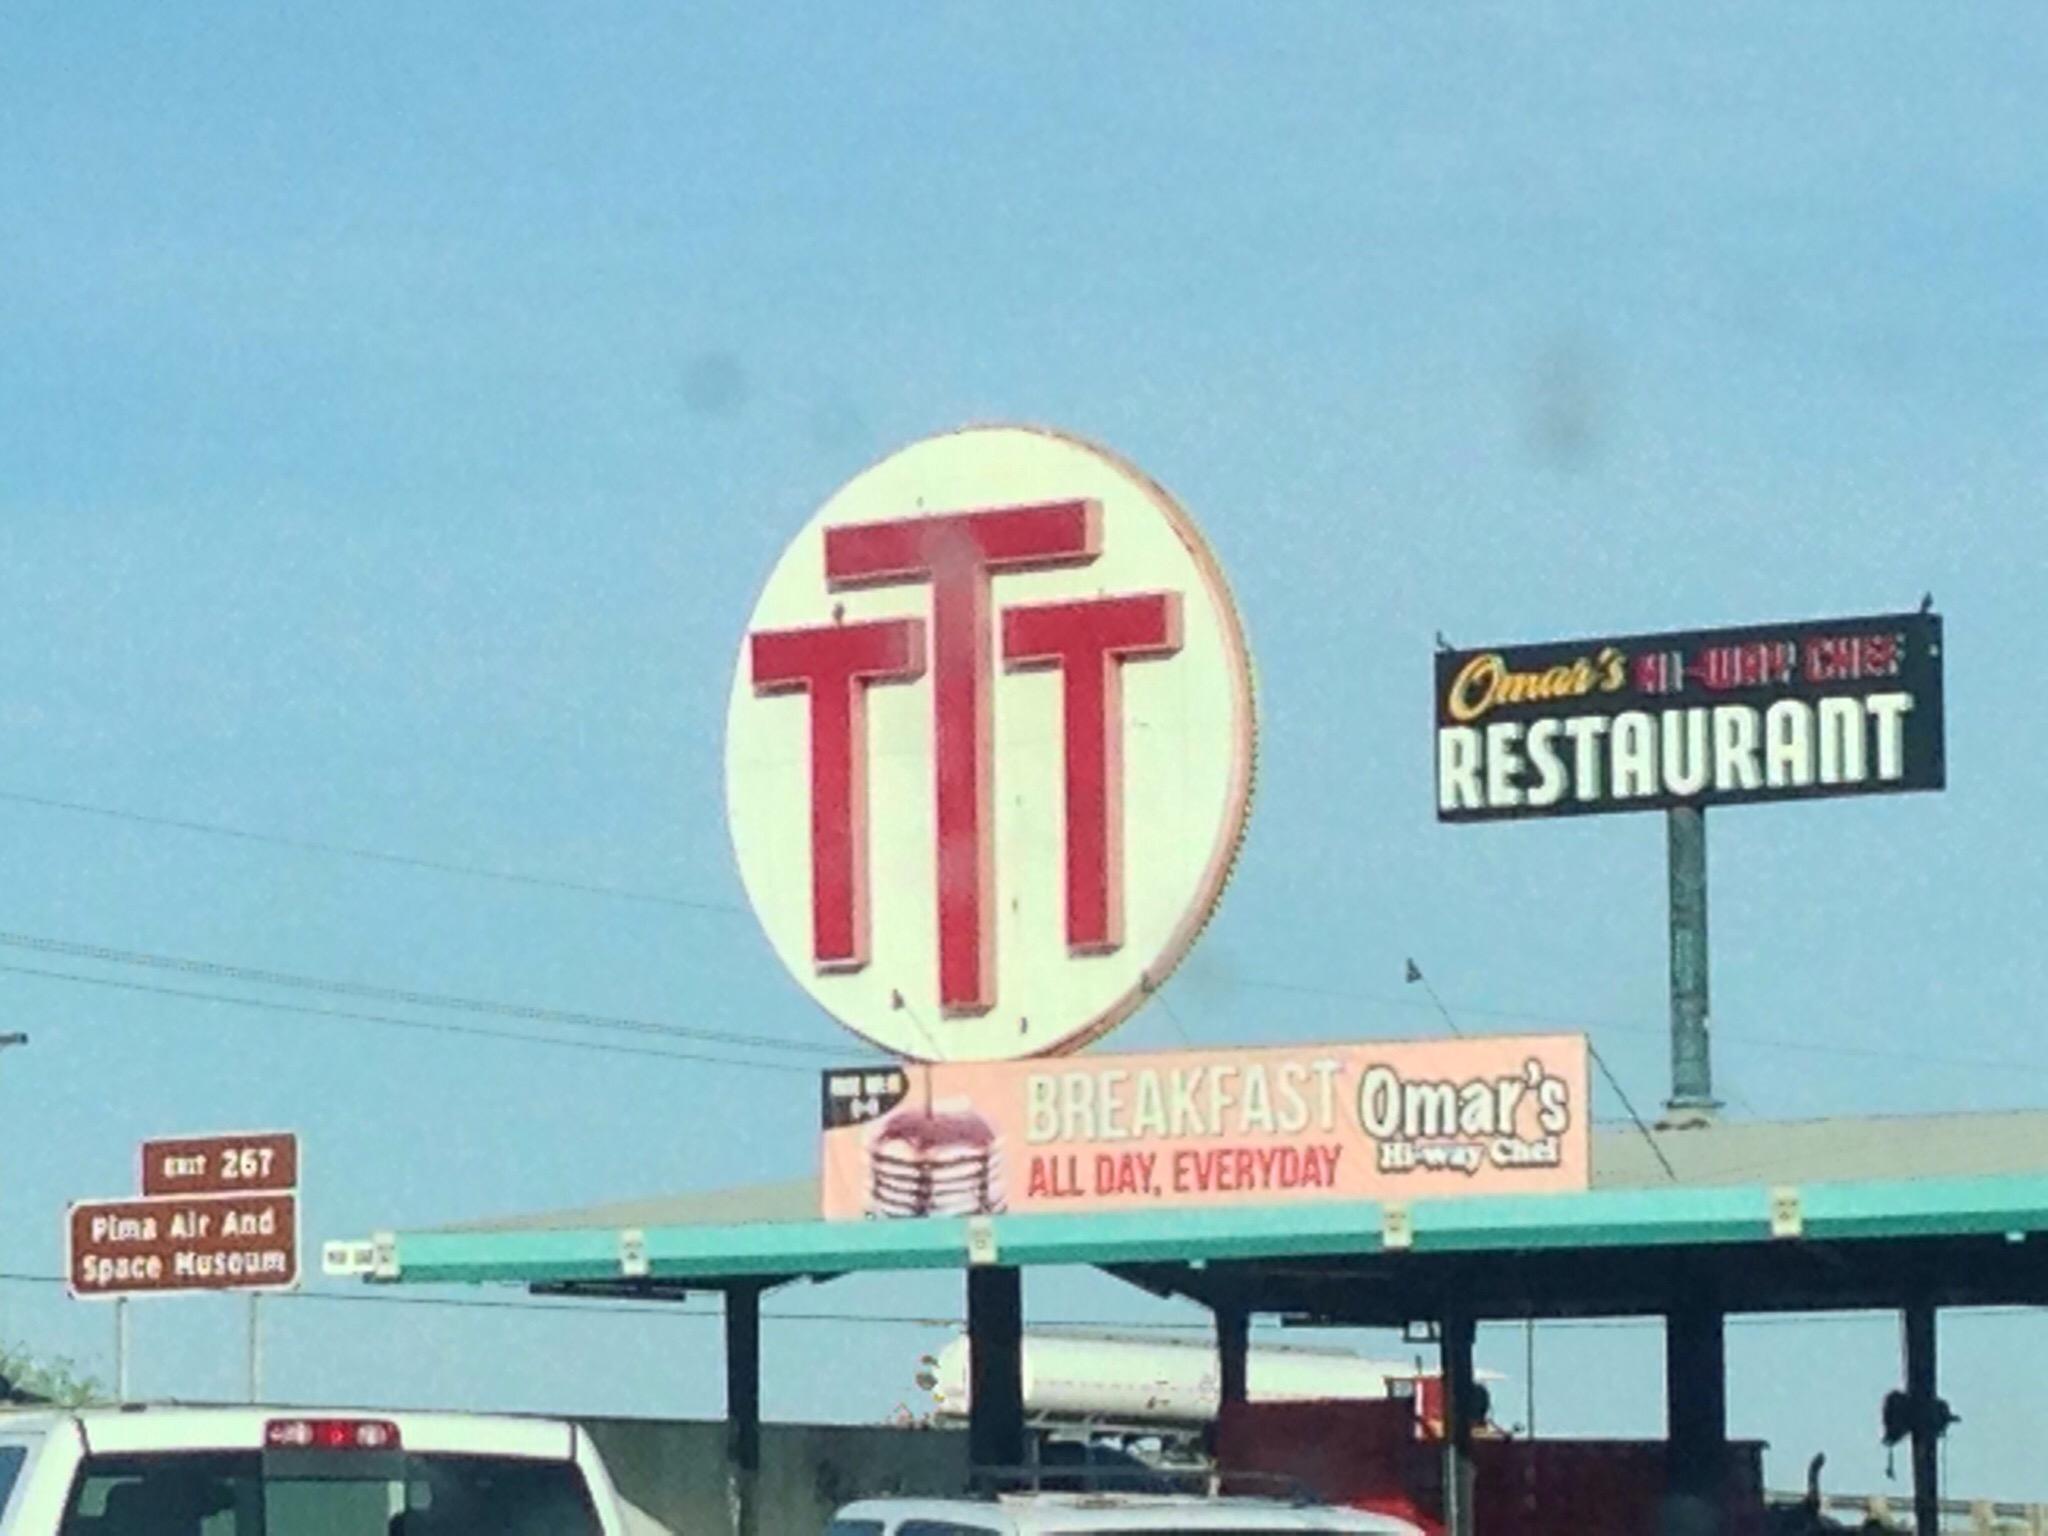 TTT
Omar's HI-WAY CHEF
RESTAURANT
BREAKFAST
ALL DAY, EVERYDAY
Omar's
Hi-way Chef
EXIT 267
Pima Air And
Space Museum